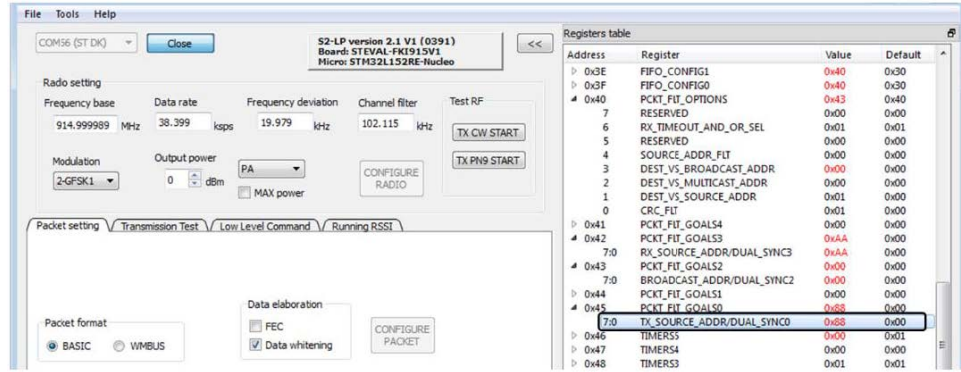 File Tools Help
COM56 (ST DK) Close
S2-LP version 2.1 V1 (0391)
Board: STEVAL-FKI915V1
Micro: STM32L152RE-Nucleo
<<
Rado setting
Frequency base Data rate Frequency deviation Channel filter Test RF
914.999989 MHz 38.399 ksps 19.979 kHz 102.115 kHz TX CW START
Modulation Output power
2-GFSK1 0 dBm PA MAX power CONFIGURE RADIO TX PN9 START
Packet setting Transmission Test Low Level Command Running RSSI
Data elaboration
Packet format FEC CONFIGURE PACKET
BASIC WMBUS Data whitening
Registers table
Address Register Value Default
0x3E FIFO_CONFIG1 0x40 0x30
0x3F FIFO_CONFIG0 0x40 0x30
0x40 PCKT_FLT_OPTIONS 0x43 0x40
7 RESERVED 0x00 0x00
6 RX_TIMEOUT_AND_OR_SEL 0x01 0x01
5 RESERVED 0x00 0x00
4 SOURCE_ADDR_FLT 0x00 0x00
3 DEST_VS_BROADCAST_ADDR 0x00 0x00
2 DEST_VS_MULTICAST_ADDR 0x00 0x00
1 DEST_VS_SOURCE_ADDR 0x01 0x00
0 CRC_FLT 0x01 0x00
0x41 PCKT_FLT_GOALS4 0x00 0x00
0x42 PCKT_FLT_GOALS3 0xAA 0x00
7:0 RX_SOURCE_ADDR/DUAL_SYNC3 0xAA 0x00
0x43 PCKT_FLT_GOALS2 0x00 0x00
7:0 BROADCAST_ADDR/DUAL_SYNC2 0x00 0x00
0x44 PCKT_FLT_GOALS1 0x00 0x00
0x45 PCKT_FLT_GOALS0 0x88 0x00
7:0 TX_SOURCE_ADDR/DUAL_SYNC0 0x88 0x00
0x46 TIMERS5 0x00 0x01
0x47 TIMERS4 0x00 0x00
0x48 TIMERS3 0x01 0x01